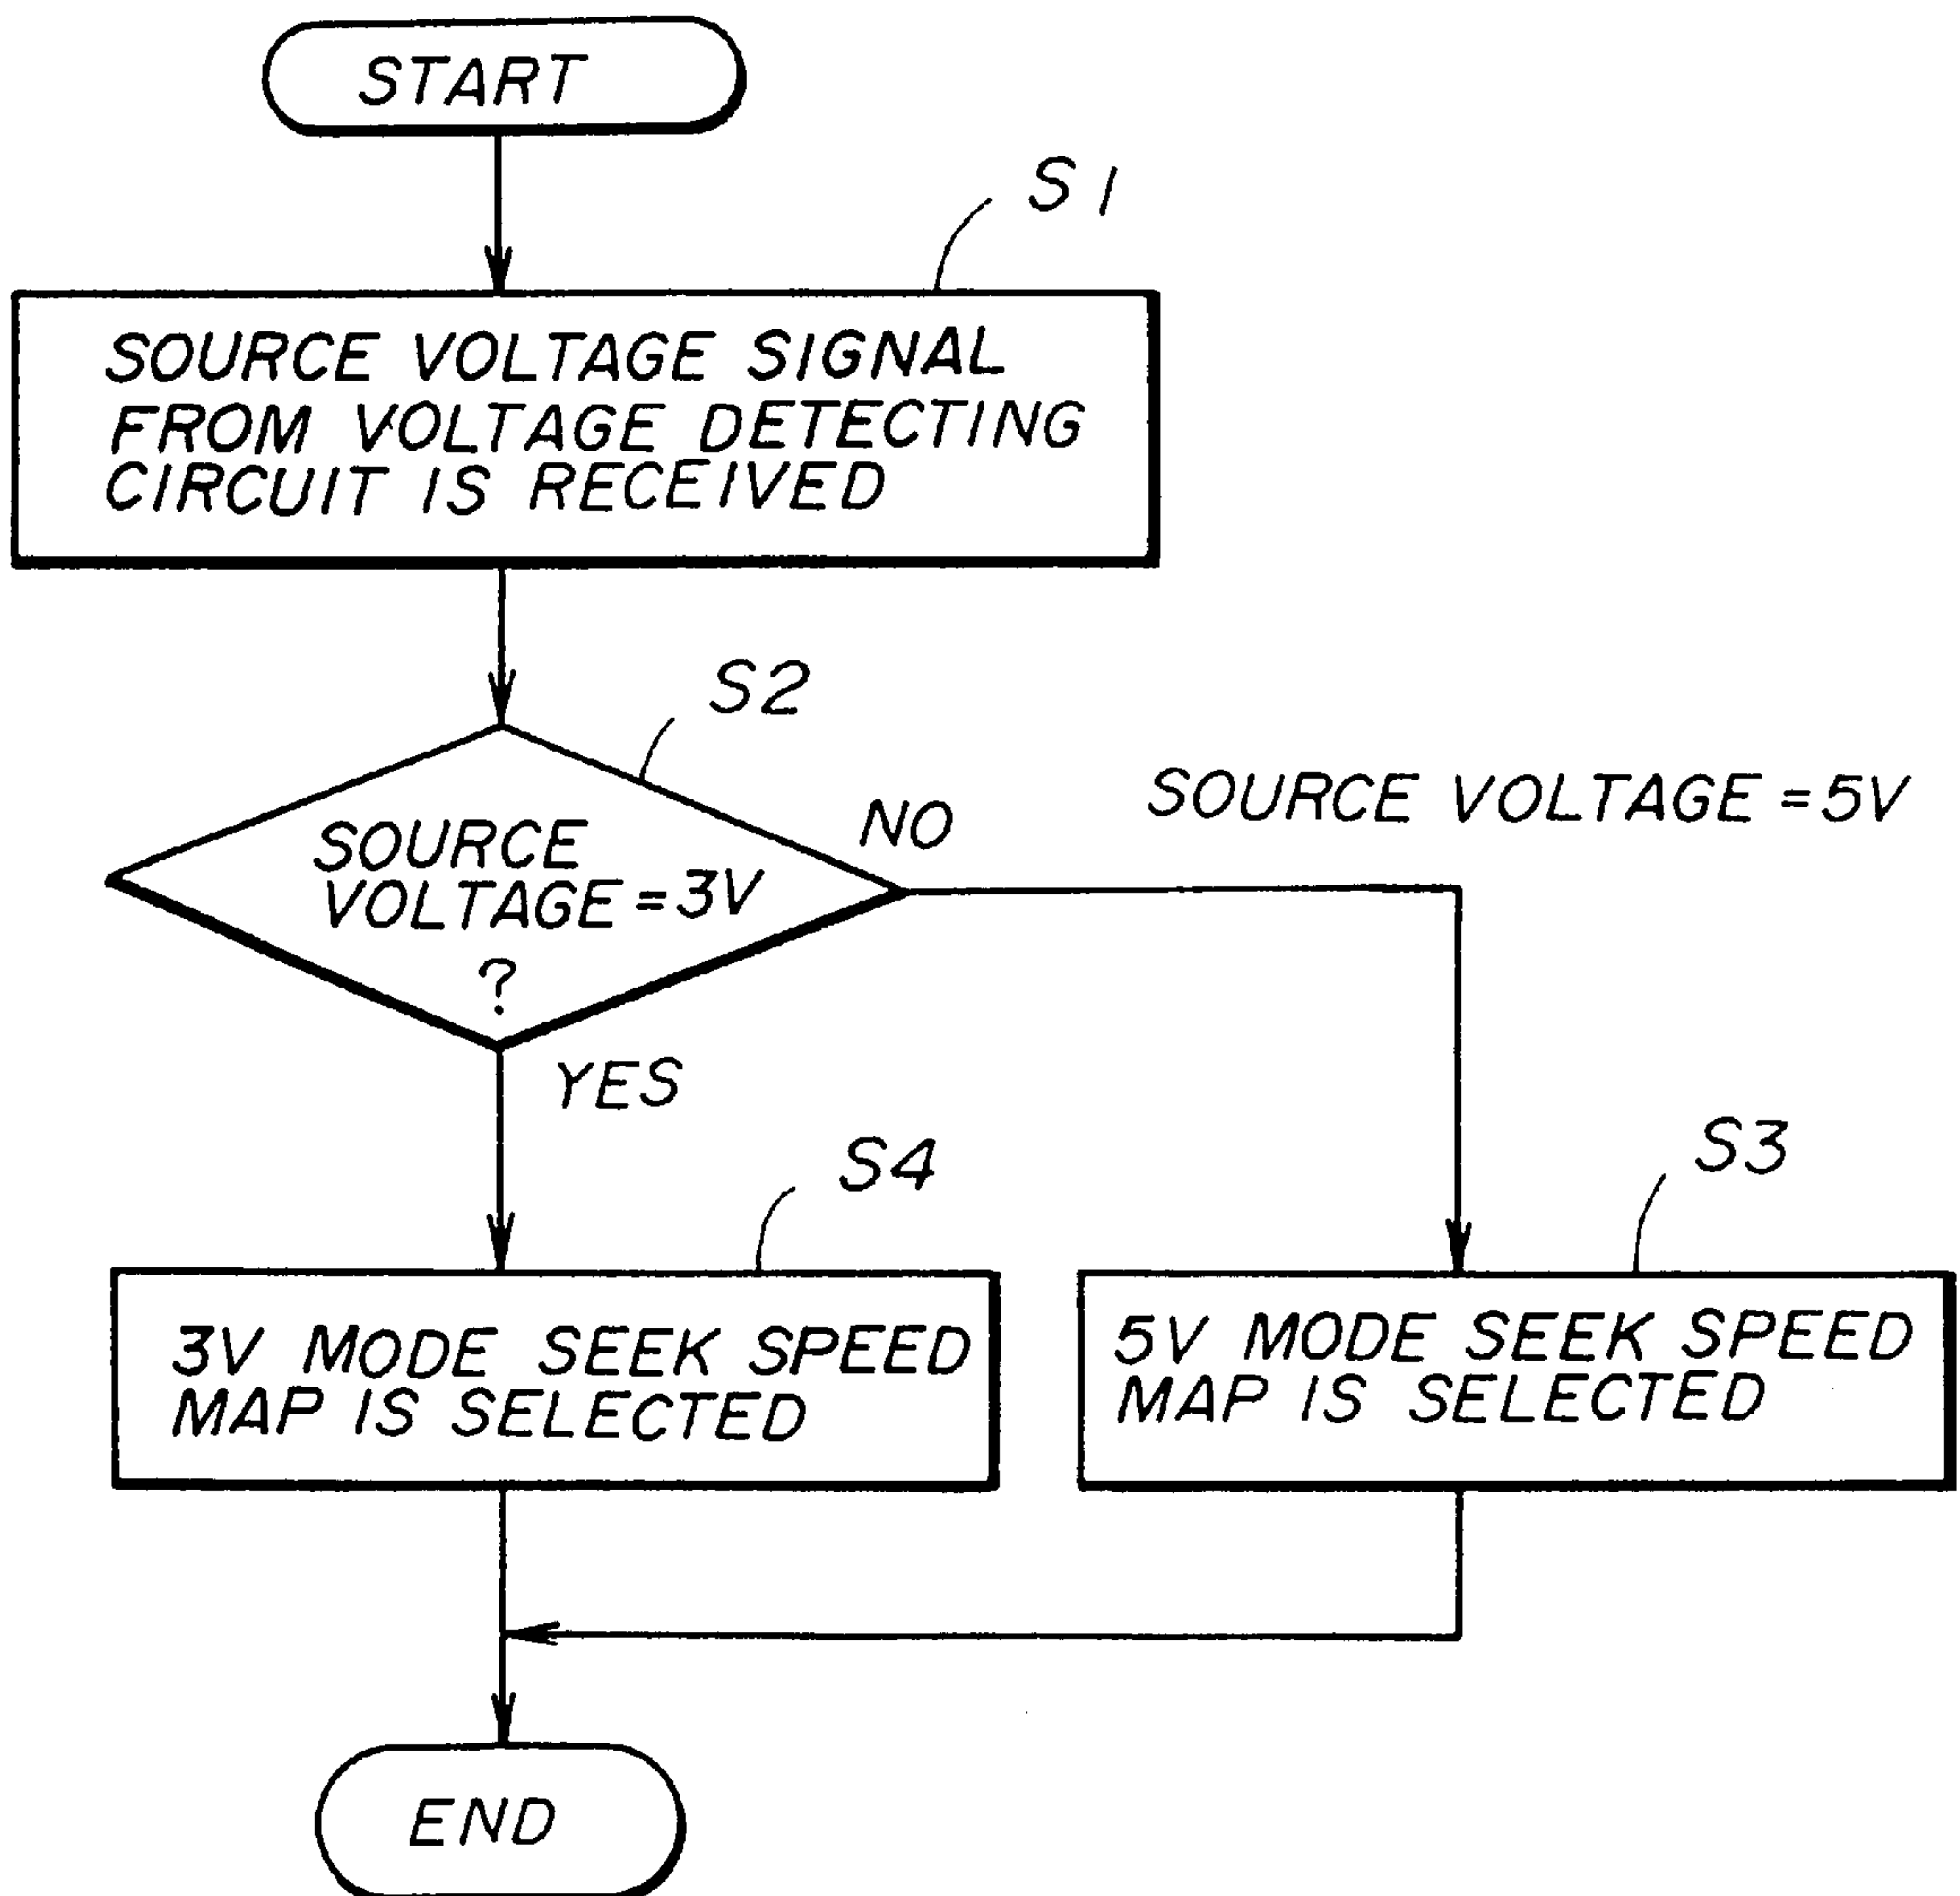 START
S1
SOURCE VOLTAGE SIGNAL
FROM VOLTAGE DETECTING
CIRCUIT IS RECEIVED
S2
SOURCE
VOLTAGE=3V
?
NO
SOURCE VOLTAGE=5V
YES
S4
3V MODE SEEK SPEED
MAP IS SELECTED
S3
5V MODE SEEK SPEED
MAP IS SELECTED
END